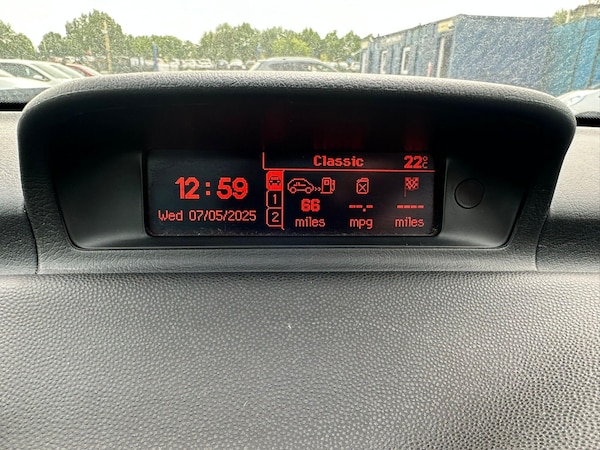 Classic 22°C
12:59
1
66 --.- ----
Wed 07/05/2025 2 miles mpg miles